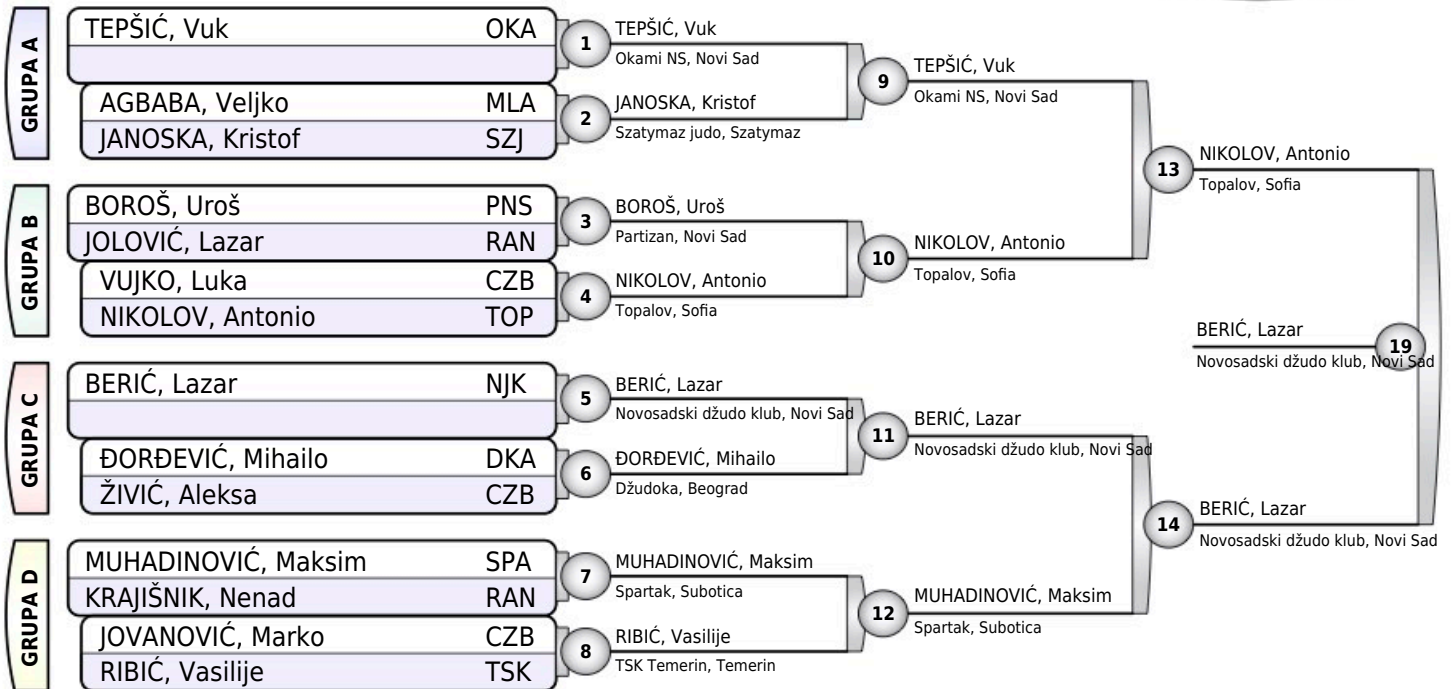 GRUPA A
TEPŠIĆ, Vuk OKA
AGBABA, Veljko MLA
JANOSKA, Kristof SZJ
GRUPA B
BOROŠ, Uroš PNS
JOLOVIĆ, Lazar RAN
VUJKO, Luka CZB
NIKOLOV, Antonio TOP
GRUPA C
BERIĆ, Lazar NJK
ĐORĐEVIĆ, Mihailo DKA
ŽIVIĆ, Aleksa CZB
GRUPA D
MUHADINOVIĆ, Maksim SPA
KRAJIŠNIK, Nenad RAN
JOVANOVIĆ, Marko CZB
RIBIĆ, Vasilije TSK
1
TEPŠIĆ, Vuk
Okami NS, Novi Sad
2
JANOSKA, Kristof
Szatymaz judo, Szatymaz
3
BOROŠ, Uroš
Partizan, Novi Sad
4
NIKOLOV, Antonio
Topalov, Sofia
5
BERIĆ, Lazar
Novosadski džudo klub, Novi Sad
6
ĐORĐEVIĆ, Mihailo
Džudoka, Beograd
7
MUHADINOVIĆ, Maksim
Spartak, Subotica
8
RIBIĆ, Vasilije
TSK Temerin, Temerin
9
TEPŠIĆ, Vuk
Okami NS, Novi Sad
10
NIKOLOV, Antonio
Topalov, Sofia
11
BERIĆ, Lazar
Novosadski džudo klub, Novi Sad
12
MUHADINOVIĆ, Maksim
Spartak, Subotica
13
NIKOLOV, Antonio
Topalov, Sofia
14
BERIĆ, Lazar
Novosadski džudo klub, Novi Sad
BERIĆ, Lazar
19
Novosadski džudo klub, Novi Sad